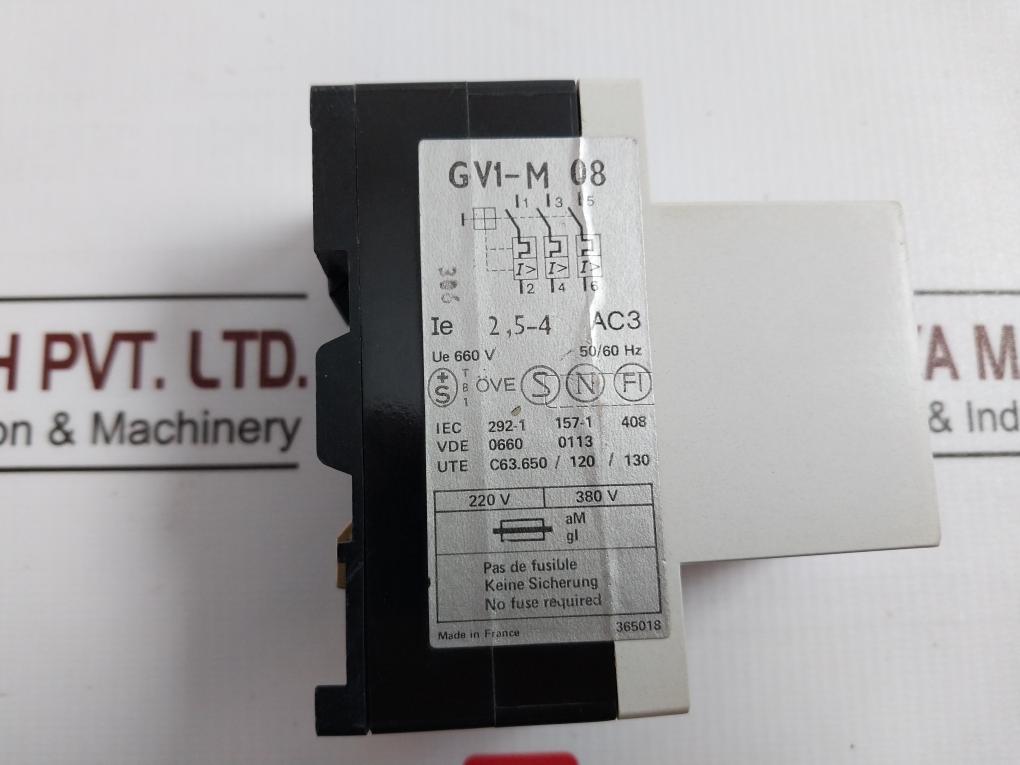 GV1-M 08
1 3 5
I> I> I>
2 4 6
306
Ie 2,5-4 AC3
Ue 660 V 50/60 Hz
+S TB1 ÖVE S N FI
IEC 292-1 157-1 408
VDE 0660 0113
UTE C63.650 / 120 / 130
220 V 380 V
aM
gI
Pas de fusible
Keine Sicherung
No fuse required
Made in France 365018
H PVT. LTD.
on & Machinery
YA M
& Ind